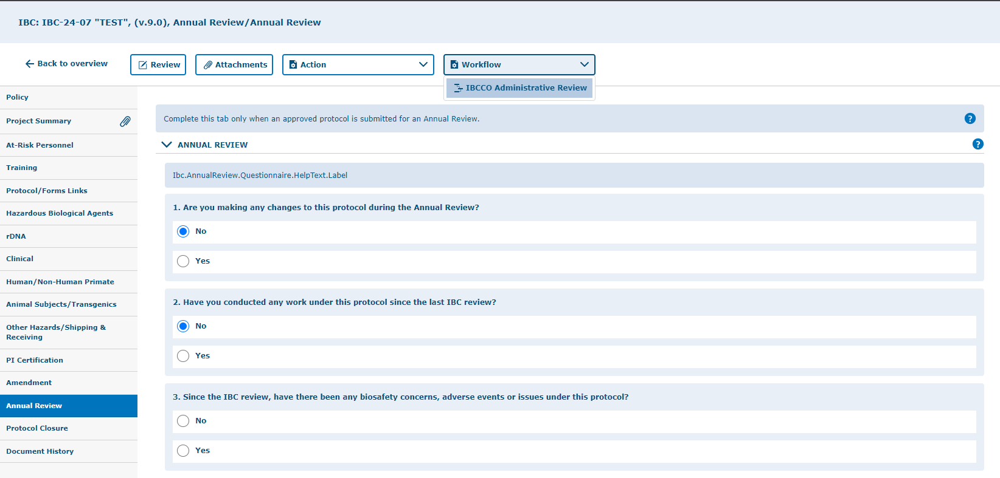 IBC: IBC-24-07 "TEST", (v.9.0), Annual Review/Annual Review
Back to overview
Review
Attachments
Action
Workflow
IBCCO Administrative Review
Policy
Project Summary
At-Risk Personnel
Training
Protocol/Forms Links
Hazardous Biological Agents
rDNA
Clinical
Human/Non-Human Primate
Animal Subjects/Transgenics
Other Hazards/Shipping &
Receiving
PI Certification
Amendment
Annual Review
Protocol Closure
Document History
Complete this tab only when an approved protocol is submitted for an Annual Review.
?
ANNUAL REVIEW
?
Ibc.AnnualReview.Questionnaire.HelpText.Label
1. Are you making any changes to this protocol during the Annual Review?
No
Yes
2. Have you conducted any work under this protocol since the last IBC review?
No
Yes
3. Since the IBC review, have there been any biosafety concerns, adverse events or issues under this protocol?
No
Yes